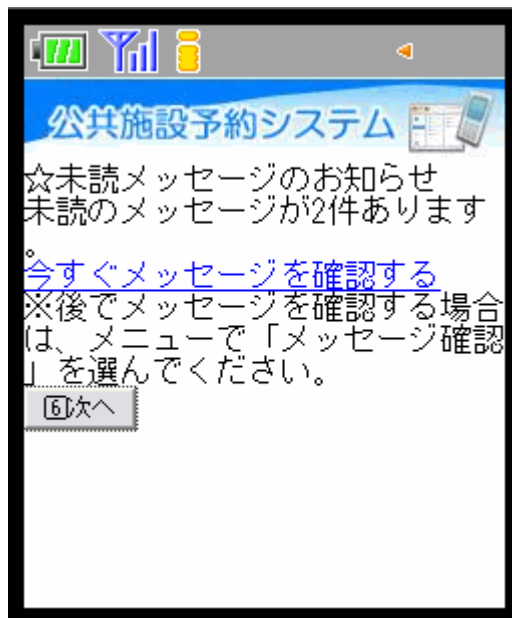 公共施設予約システム
☆未読メッセージのお知らせ
未読のメッセージが2件あります
。
今すぐメッセージを確認する
※後でメッセージを確認する場合
は、メニューで「メッセージ確認
」を選んでください。
6次へ